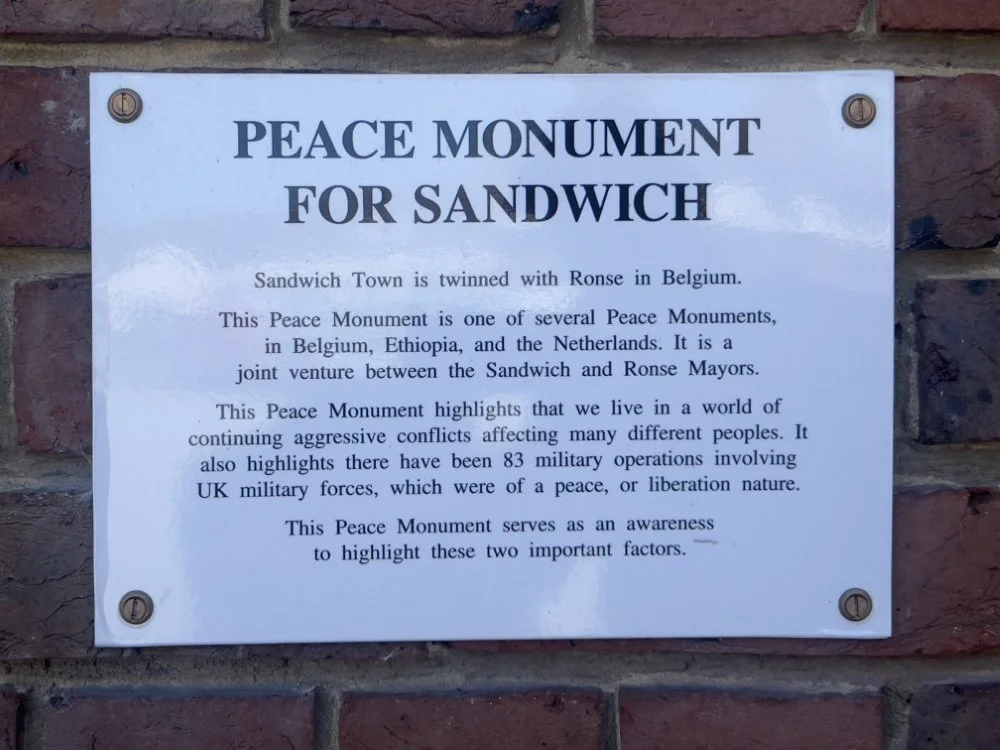 PEACE MONUMENT
FOR SANDWICH
Sandwich Town is twinned with Ronse in Belgium.
This Peace Monument is one of several Peace Monuments,
in Belgium, Ethiopia, and the Netherlands. It is a
joint venture between the Sandwich and Ronse Mayors.
This Peace Monument highlights that we live in a world of
continuing aggressive conflicts affecting many different peoples. It
also highlights there have been 83 military operations involving
UK military forces, which were of a peace, or liberation nature.
This Peace Monument serves as an awareness
to highlight these two important factors.